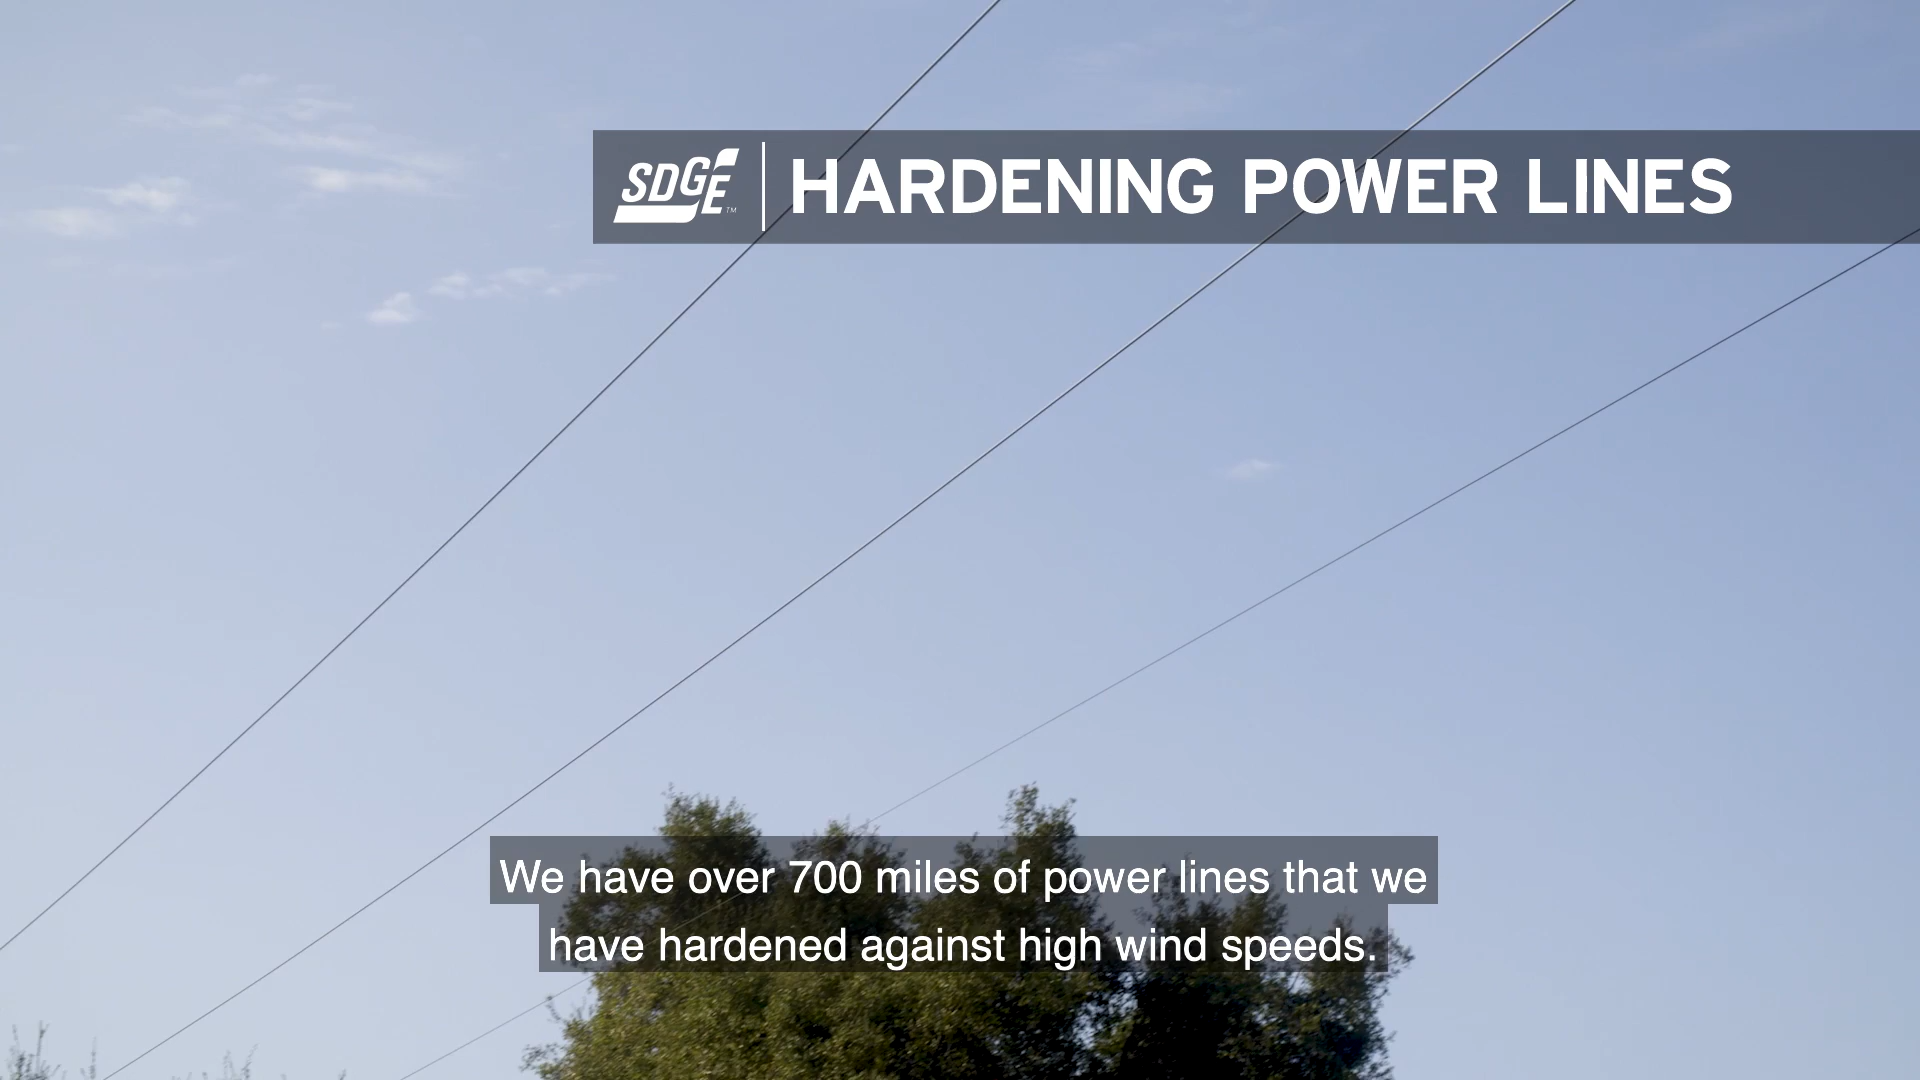 SDGE™ | HARDENING POWER LINES
We have over 700 miles of power lines that we
have hardened against high wind speeds.